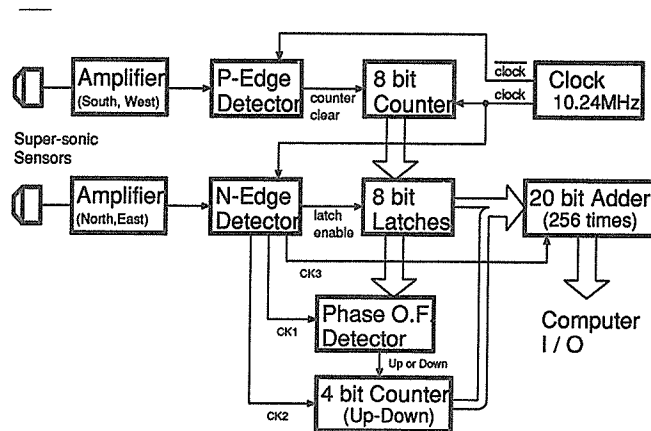 Amplifier
(South, West)
P-Edge
Detector
counter
clear
8 bit
Counter
clock
clock
Clock
10.24MHz
Super-sonic
Sensors
Amplifier
(North,East)
N-Edge
Detector
latch
enable
8 bit
Latches
20 bit Adder
(256 times)
CK3
CK1
Phase O.F.
Detector
Computer
I / O
Up or Down
CK2
4 bit Counter
(Up-Down)